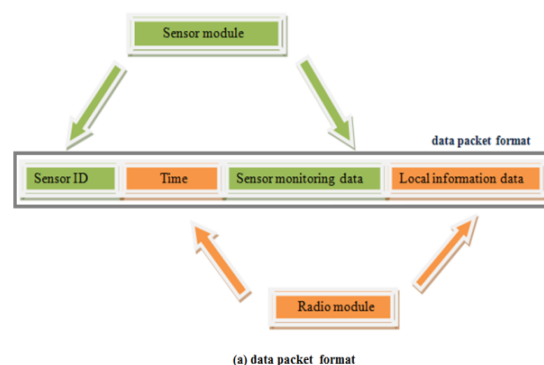 Sensor module
data packet format
Sensor ID
Time
Sensor monitoring data
Local information data
Radio module
(a) data packet format